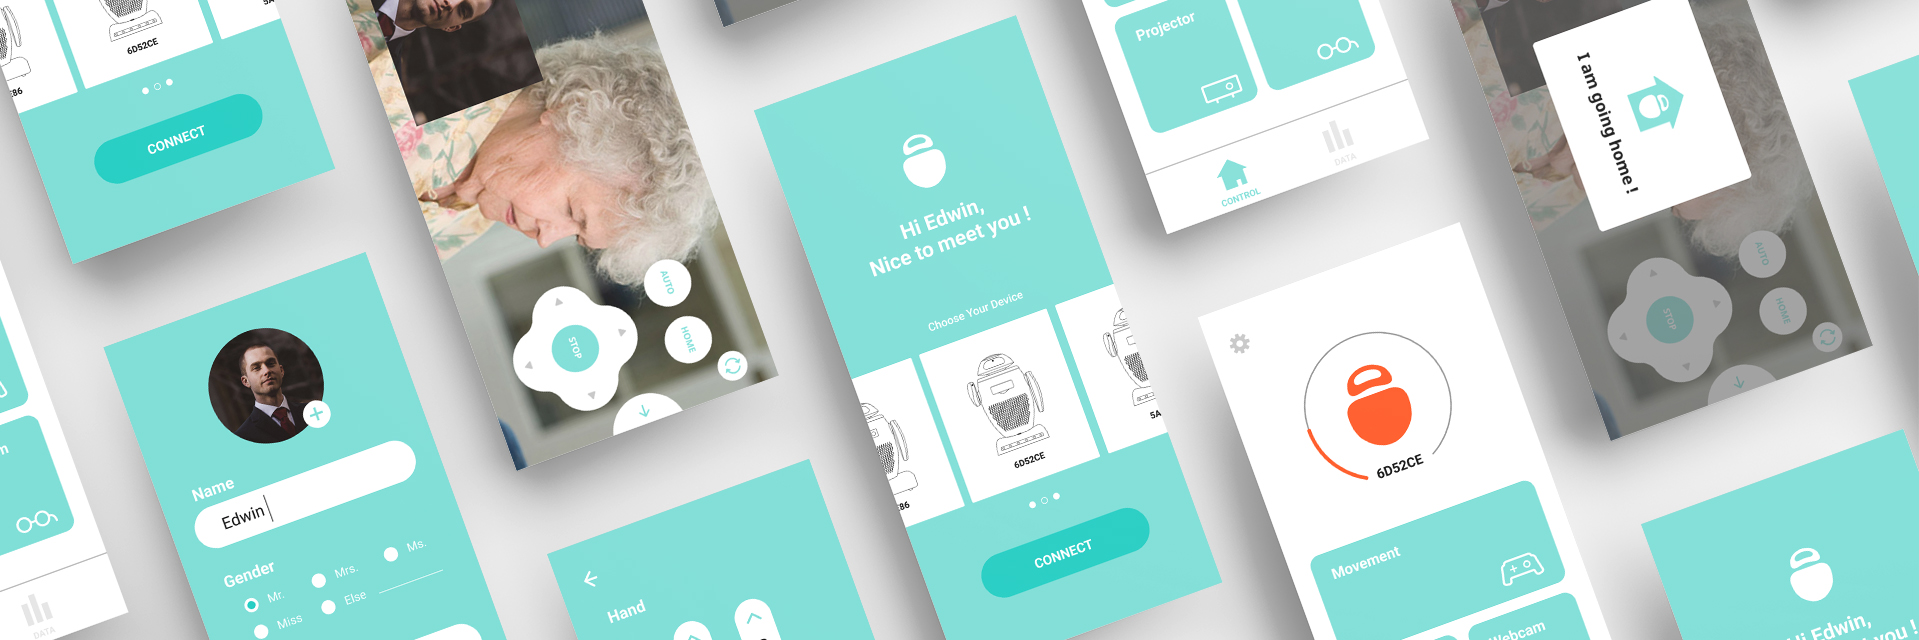 6D52CE
E86
5A
CONNECT
Name
Edwin
Gender
Mr.
Mrs.
Ms.
Miss
Else
DATA
AUTO
HOME
STOP
Hand
Hi Edwin,
Nice to meet you !
Choose Your Device
E86
6D52CE
5A
CONNECT
Projector
CONTROL
DATA
6D52CE
Movement
Webcam
I am going home !
AUTO
HOME
STOP
Hi Edwin,
you !